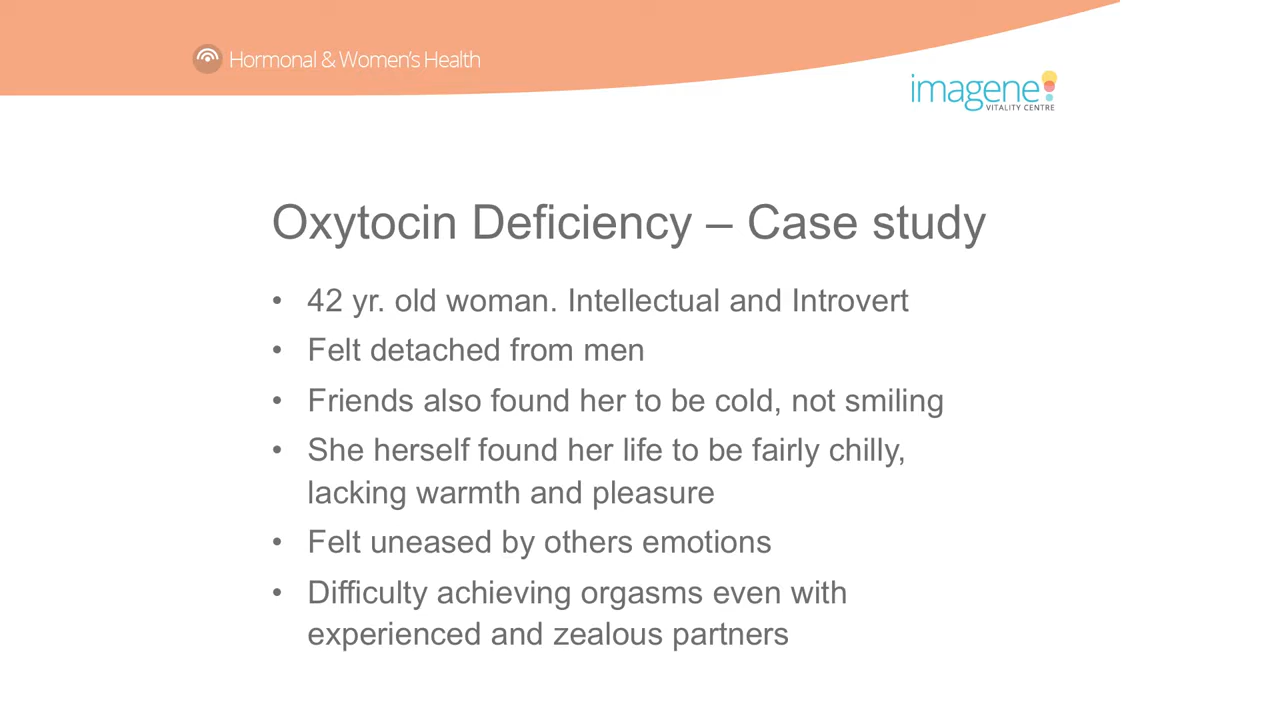 Hormonal & Women's Health
imagene
VITALITY CENTRE
Oxytocin Deficiency – Case study
• 42 yr. old woman. Intellectual and Introvert
• Felt detached from men
• Friends also found her to be cold, not smiling
• She herself found her life to be fairly chilly,
lacking warmth and pleasure
• Felt uneased by others emotions
• Difficulty achieving orgasms even with
experienced and zealous partners